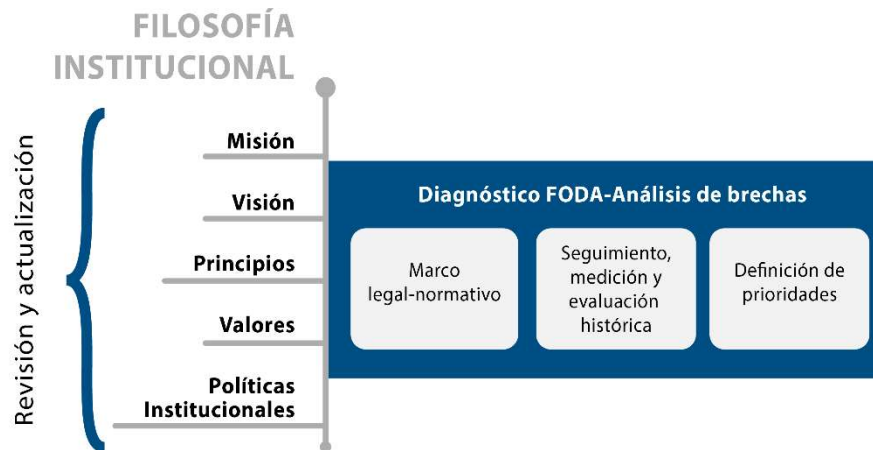 FILOSOFÍA
INSTITUCIONAL
Revisión y actualización
Misión
Visión
Principios
Valores
Políticas
Institucionales
Diagnóstico FODA-Análisis de brechas
Marco
legal-normativo
Seguimiento,
medición y
evaluación
histórica
Definición de
prioridades